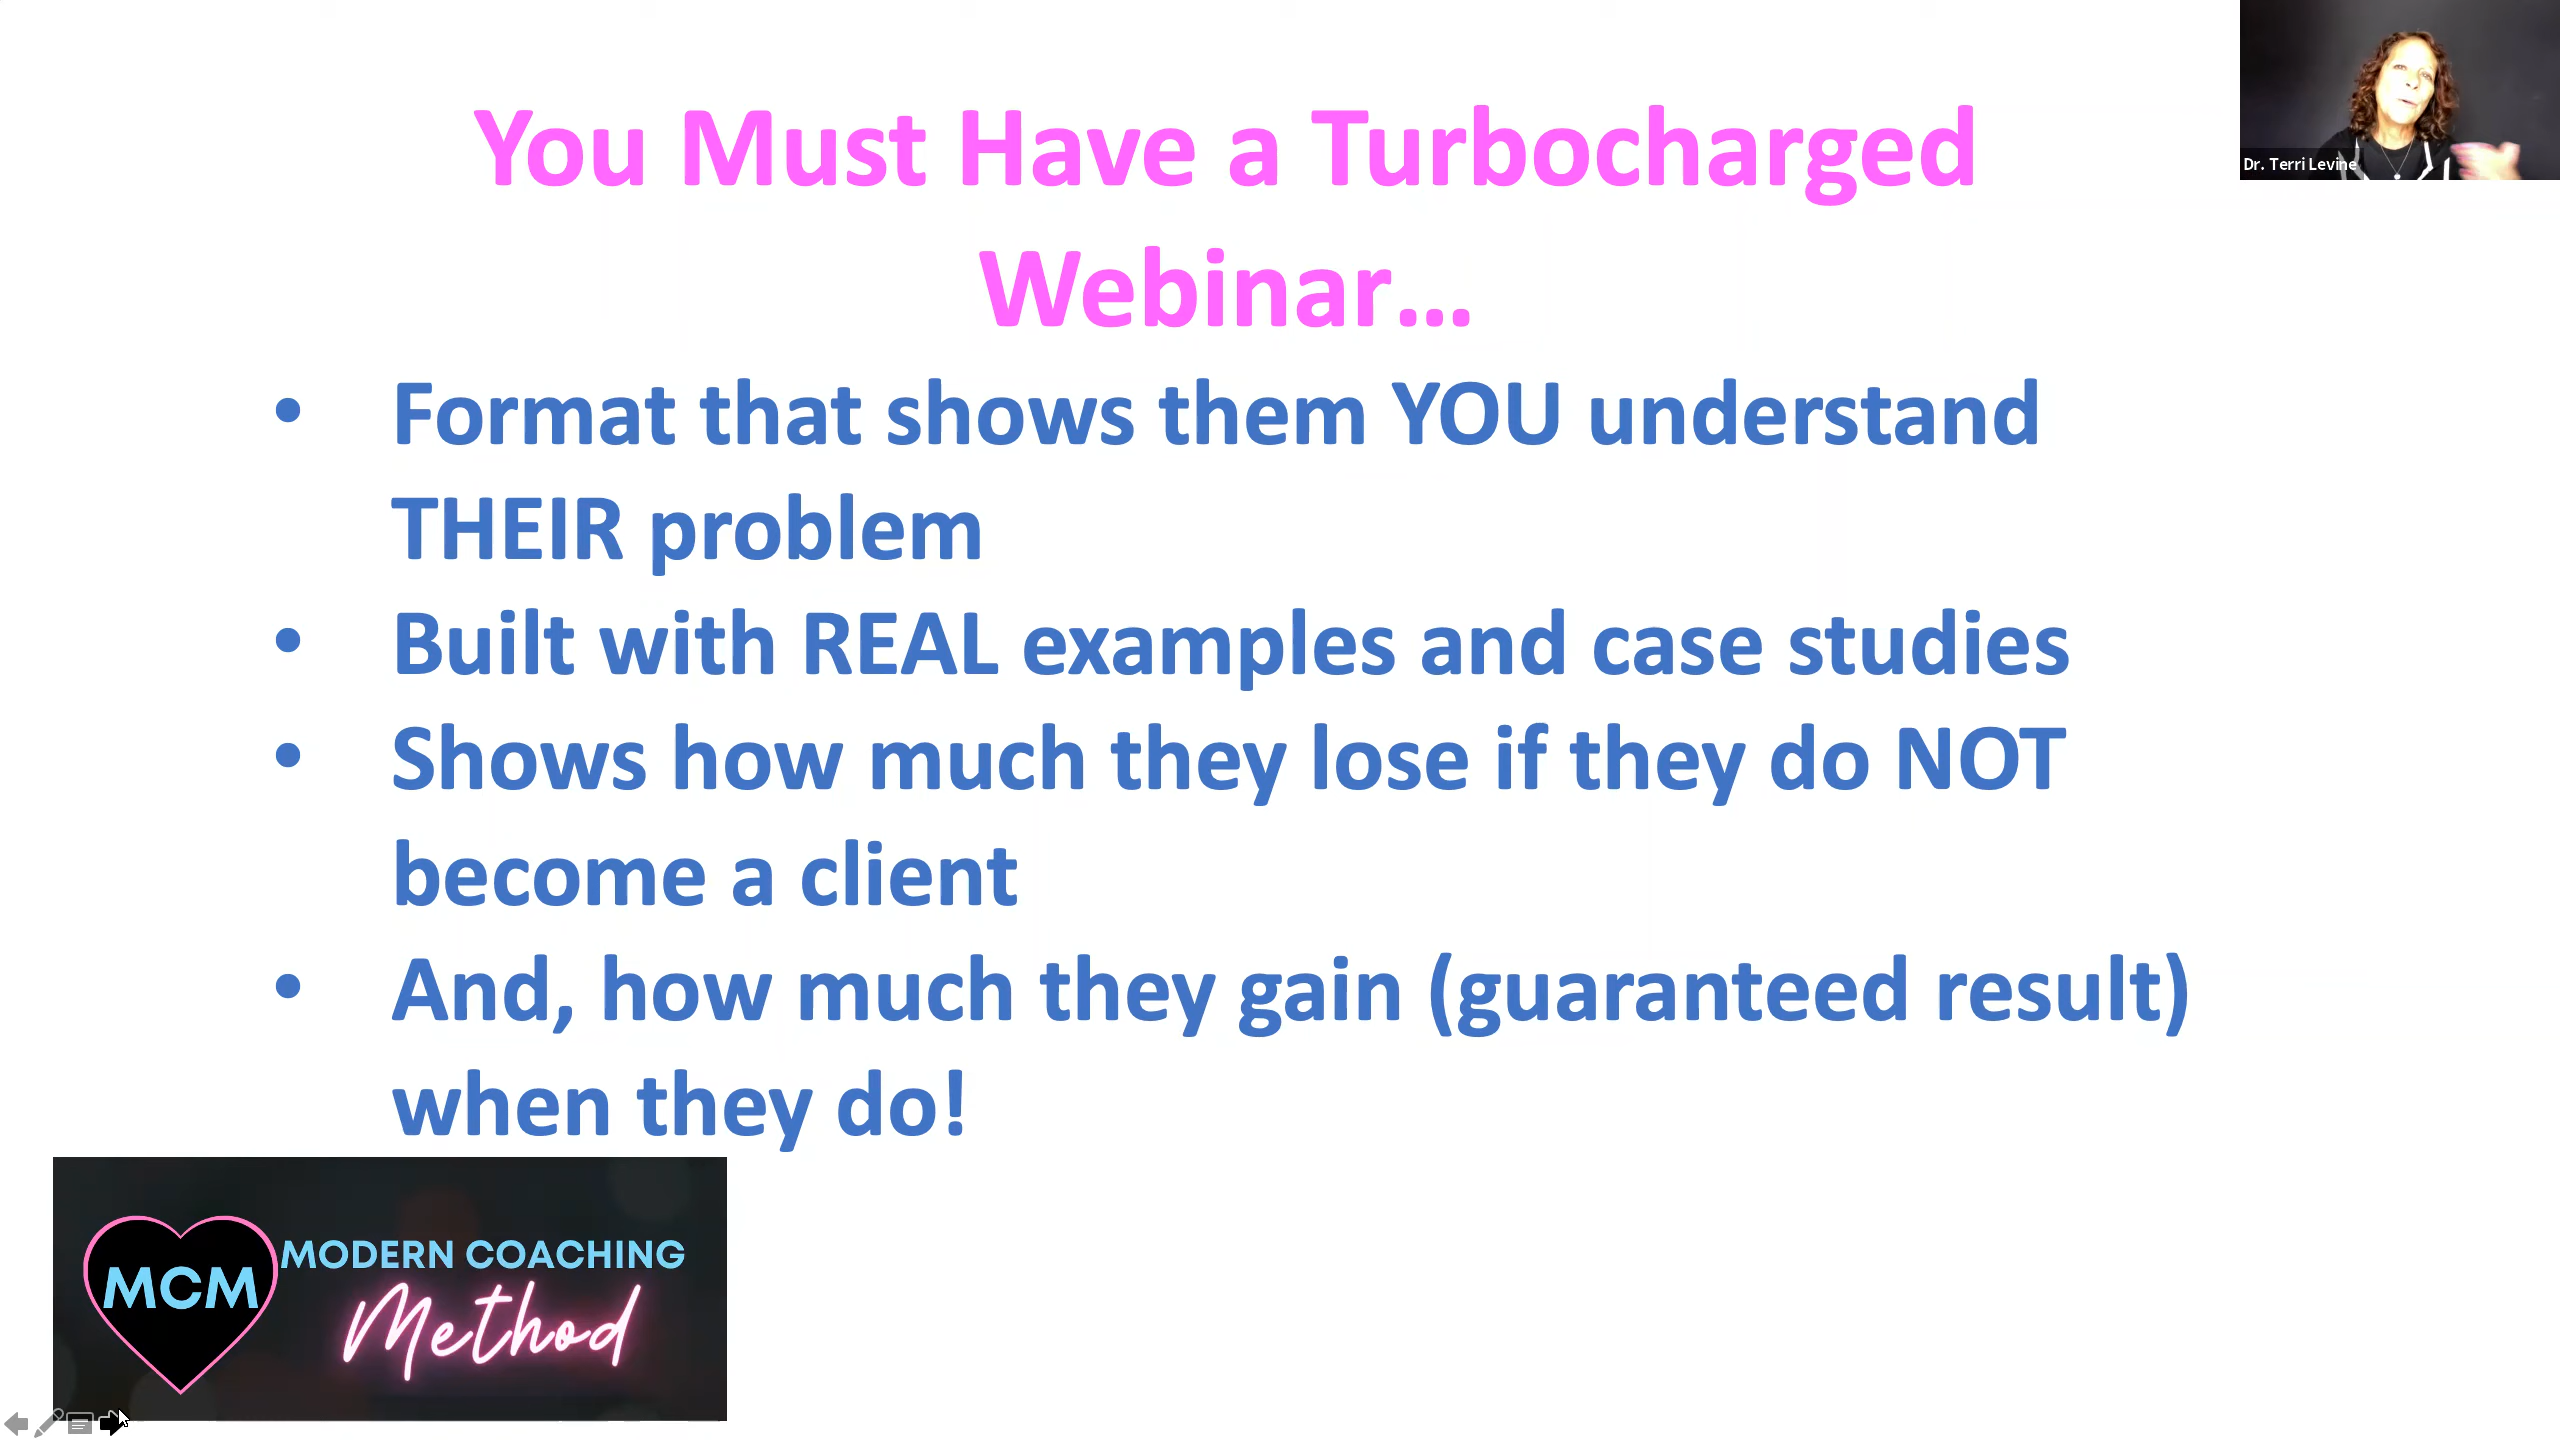 You Must Have a Turbocharged
Webinar...
Dr. Terri Levine
• Format that shows them YOU understand
THEIR problem
• Built with REAL examples and case studies
• Shows how much they lose if they do NOT
become a client
• And, how much they gain (guaranteed result)
when they do!
MCM
MODERN COACHING
Method